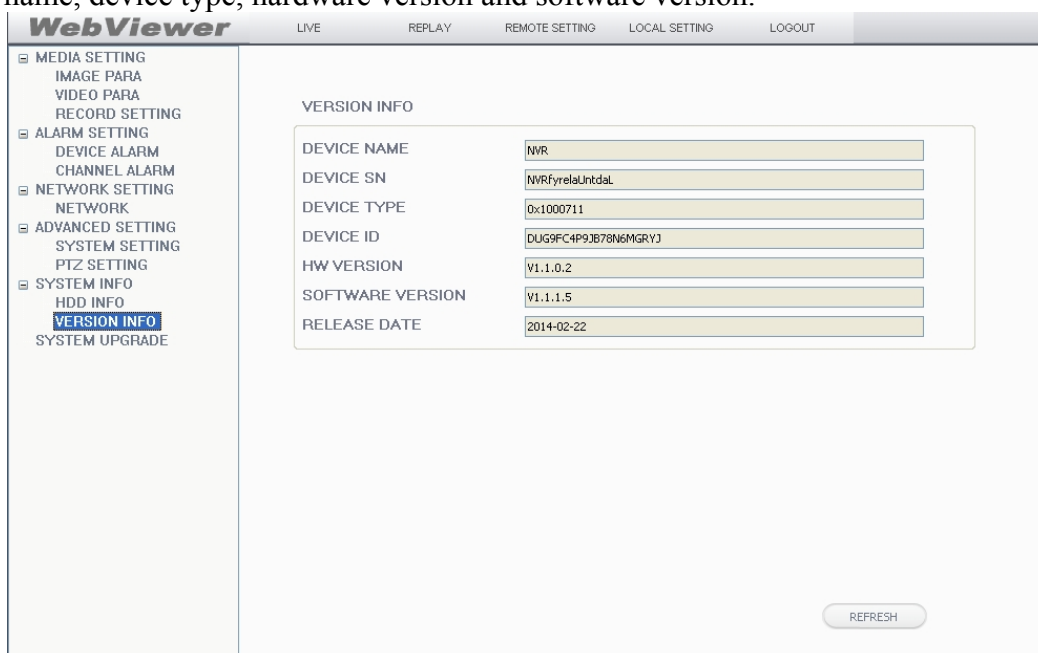 name, device type, hardware version and software version.
WebViewer LIVE REPLAY REMOTE SETTING LOCAL SETTING LOGOUT
MEDIA SETTING
IMAGE PARA
VIDEO PARA
RECORD SETTING
ALARM SETTING
DEVICE ALARM
CHANNEL ALARM
NETWORK SETTING
NETWORK
ADVANCED SETTING
SYSTEM SETTING
PTZ SETTING
SYSTEM INFO
HDD INFO
VERSION INFO
SYSTEM UPGRADE
VERSION INFO
DEVICE NAME NVR
DEVICE SN NVRfyrelaUntdaL
DEVICE TYPE 0x1000711
DEVICE ID DUG9FC4P9JB78N6MGRYJ
HW VERSION V1.1.0.2
SOFTWARE VERSION V1.1.1.5
RELEASE DATE 2014-02-22
REFRESH